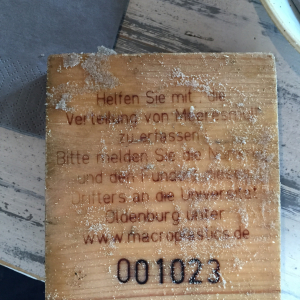 Helfen Sie mit, die
Verteilung von Meeresmüll
zu erfassen
Bitte melden Sie die
und den Fundort dieses
Drifters an die Universität
Oldenburg unter
www.macroplastics.de
001023